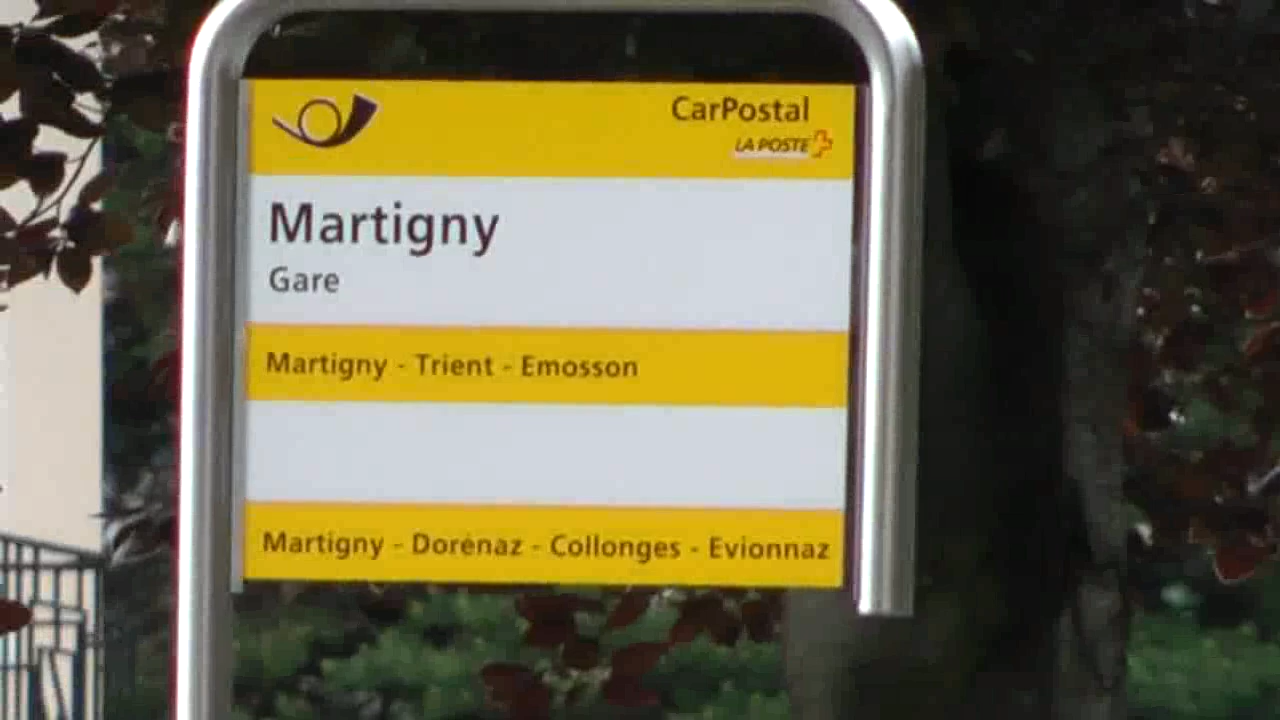 CarPostal
LA POSTE
Martigny
Gare
Martigny - Trient - Emosson
Martigny - Dorénaz - Collonges - Evionnaz